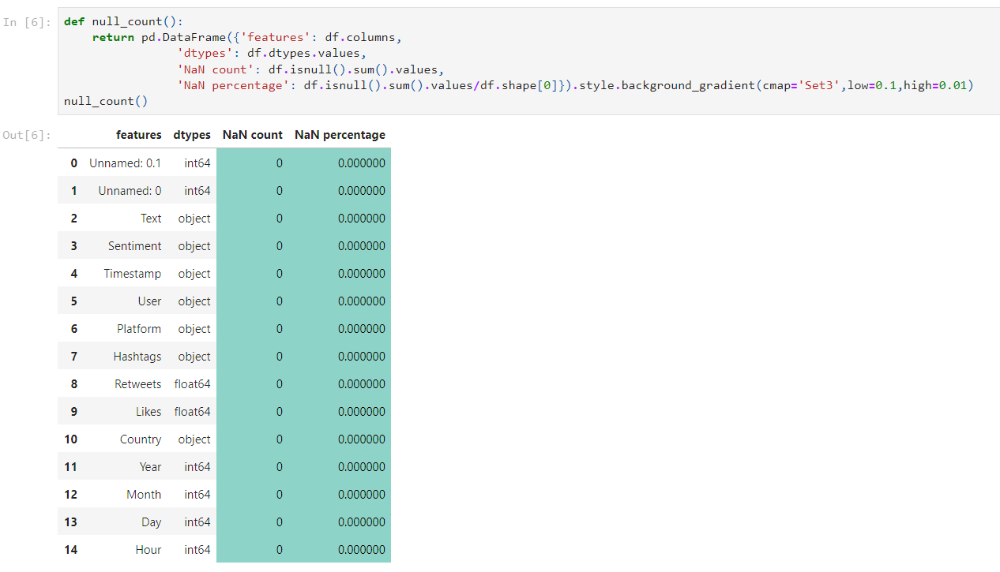 In [6]: def null_count():
    return pd.DataFrame({'features': df.columns,
                'dtypes': df.dtypes.values,
                'NaN count': df.isnull().sum().values,
                'NaN percentage': df.isnull().sum().values/df.shape[0]}).style.background_gradient(cmap='Set3',low=0.1,high=0.01)
null_count()
Out[6]: features dtypes NaN count NaN percentage
0 Unnamed: 0.1 int64 0 0.000000
1 Unnamed: 0 int64 0 0.000000
2 Text object 0 0.000000
3 Sentiment object 0 0.000000
4 Timestamp object 0 0.000000
5 User object 0 0.000000
6 Platform object 0 0.000000
7 Hashtags object 0 0.000000
8 Retweets float64 0 0.000000
9 Likes float64 0 0.000000
10 Country object 0 0.000000
11 Year int64 0 0.000000
12 Month int64 0 0.000000
13 Day int64 0 0.000000
14 Hour int64 0 0.000000